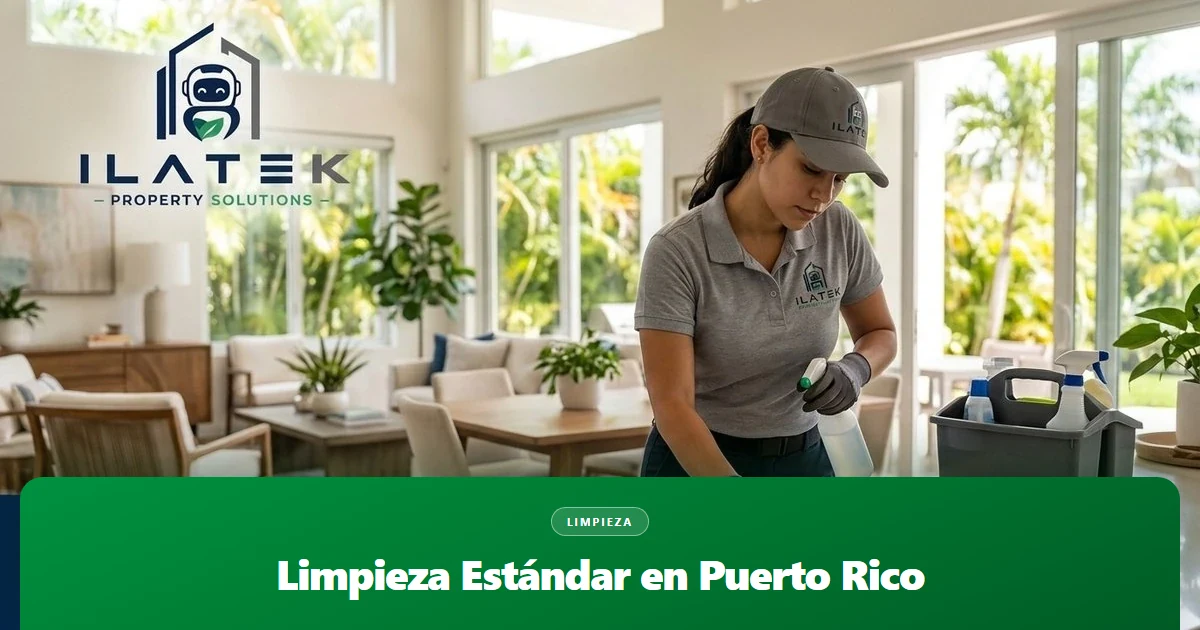 ILATEK
– PROPERTY SOLUTIONS –
ILATEK
ILATEK
LIMPIEZA
Limpieza Estándar en Puerto Rico